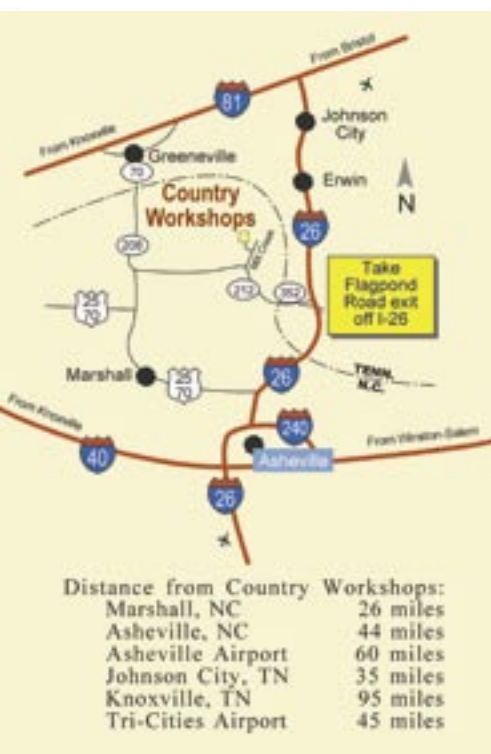 From Bristol
81
From Knoxville
Johnson
City
Greeneville
70
Erwin
N
Country
Workshops
26
208
212
352
Take
Flagpond
Road exit
off I-26
25
70
Marshall
25
70
26
TENN.
N.C.
From Knoxville
240
From Winston-Salem
40
Asheville
26
Distance from Country Workshops:
Marshall, NC 26 miles
Asheville, NC 44 miles
Asheville Airport 60 miles
Johnson City, TN 35 miles
Knoxville, TN 95 miles
Tri-Cities Airport 45 miles